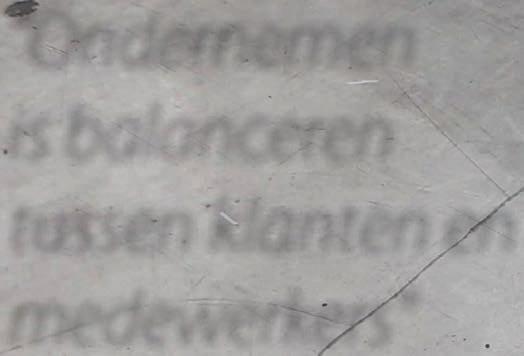 Ondernemen
is balanceren
tussen klanten en
medewerkers"